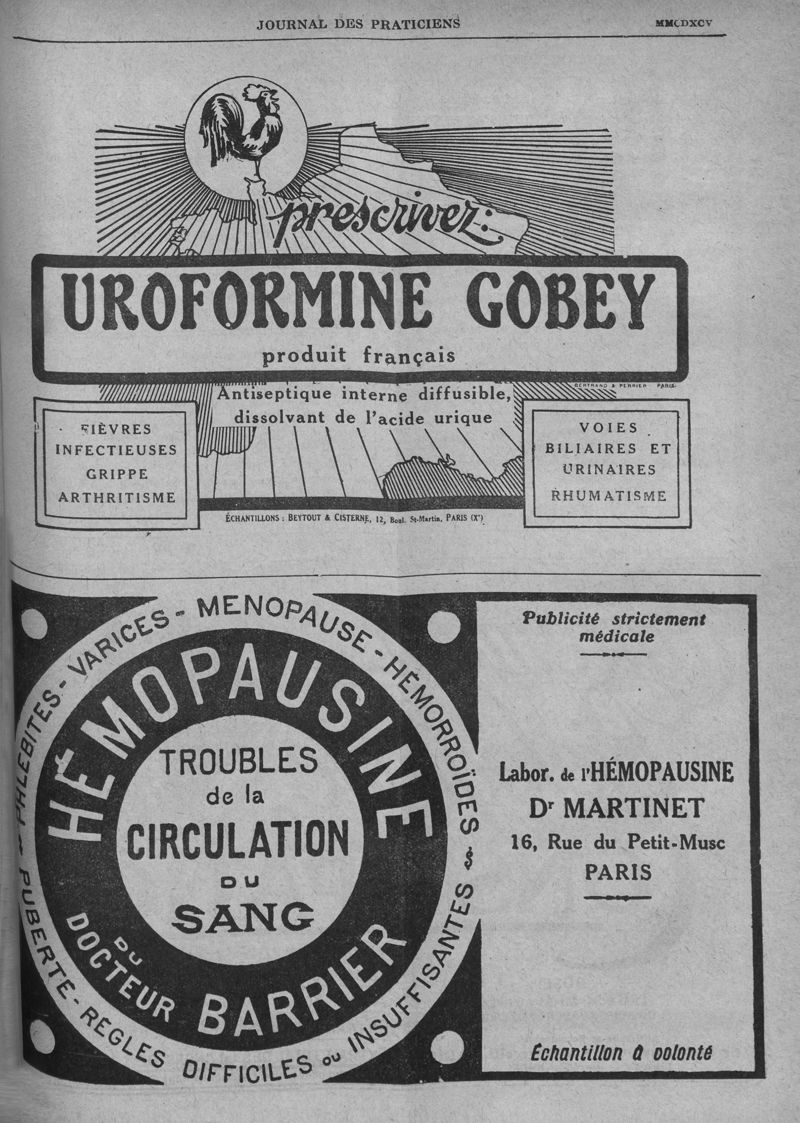 JOURNAL DES PRATICIENS
MMCDXCV
prescrivez:
UROFORMINE GOBEY
produit français
BERTRAND & PERRIER - PARIS.
Antiseptique interne diffusible,
dissolvant de l'acide urique
FIÈVRES
INFECTIEUSES
GRIPPE
ARTHRITISME
VOIES
BILIAIRES ET
URINAIRES
RHUMATISME
ÉCHANTILLONS : BEYTOUT & CISTERNE, 12, Boul. St-Martin, PARIS (Xe)
PUBERTÉ - PHLÉBITES - VARICES - MENOPAUSE - HÉMORROÏDES
RÈGLES DIFFICILES OU INSUFFISANTES
HÉMOPAUSINE
TROUBLES
de la
CIRCULATION
DU
SANG
DU
DOCTEUR BARRIER
Publicité strictement
médicale
Labor. de l'HÉMOPAUSINE
Dr MARTINET
16, Rue du Petit-Musc
PARIS
Échantillon à volonté